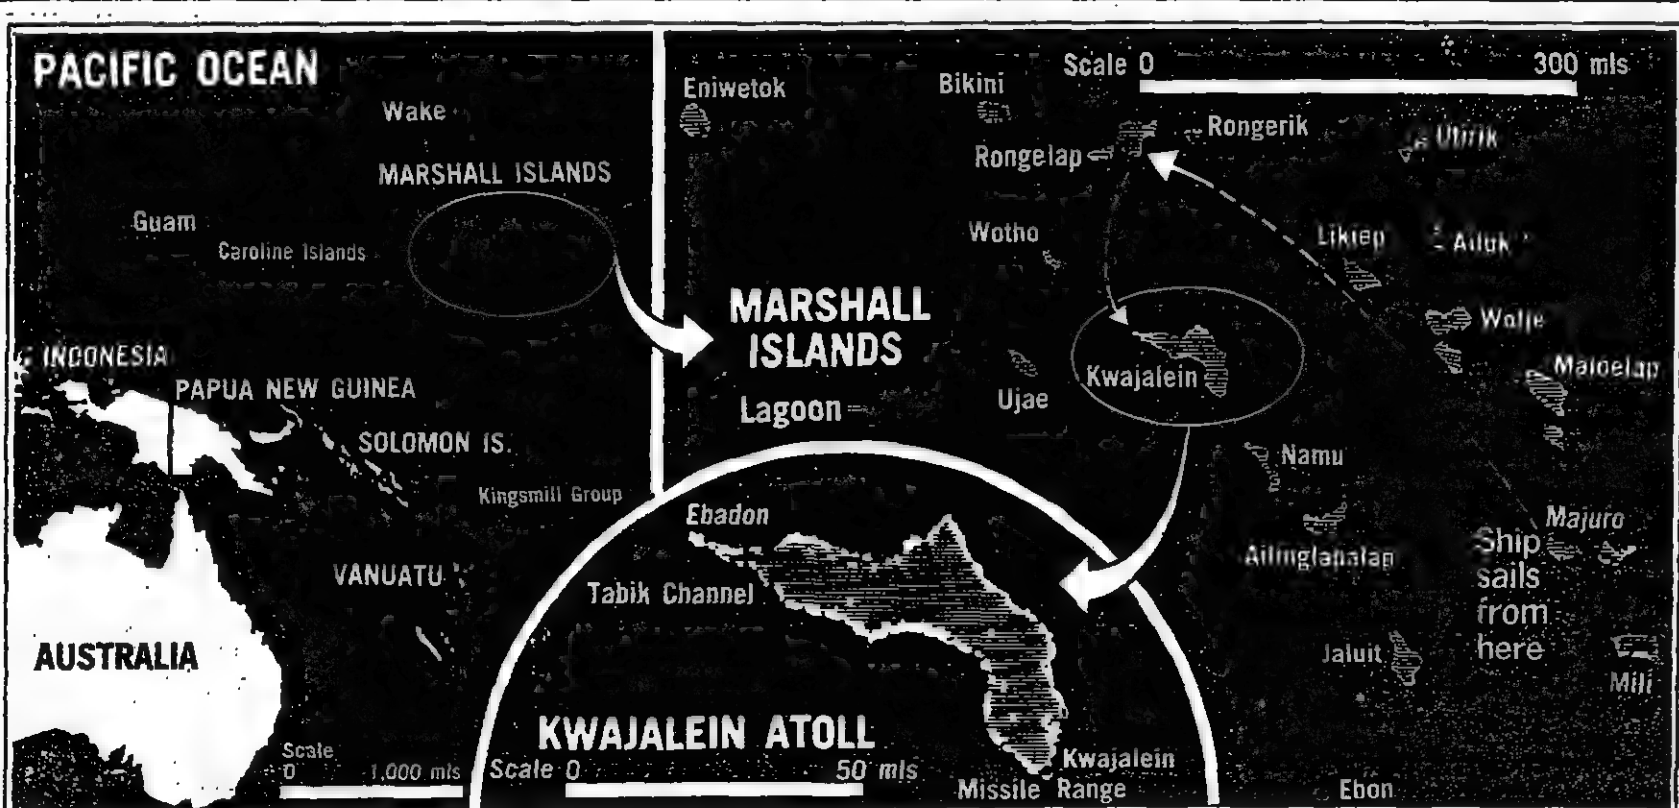 PACIFIC OCEAN
Wake
MARSHALL ISLANDS
Guam
Caroline Islands
INDONESIA
PAPUA NEW GUINEA
SOLOMON IS.
Kingsmill Group
VANUATU
AUSTRALIA
Scale
0 1,000 mls
Scale 0 300 mls
Eniwetok
Bikini
Rongelap
Rongerik
Utirik
Wotho
Likiep
Ailuk
MARSHALL
ISLANDS
Lagoon
Ujae
Kwajalein
Wotje
Maloelap
Namu
Ailinglapalap
Majuro
Ship
sails
from
here
Jaluit
Mili
Ebon
Ebadon
Tabik Channel
KWAJALEIN ATOLL
Scale 0 50 mls
Kwajalein
Missile Range